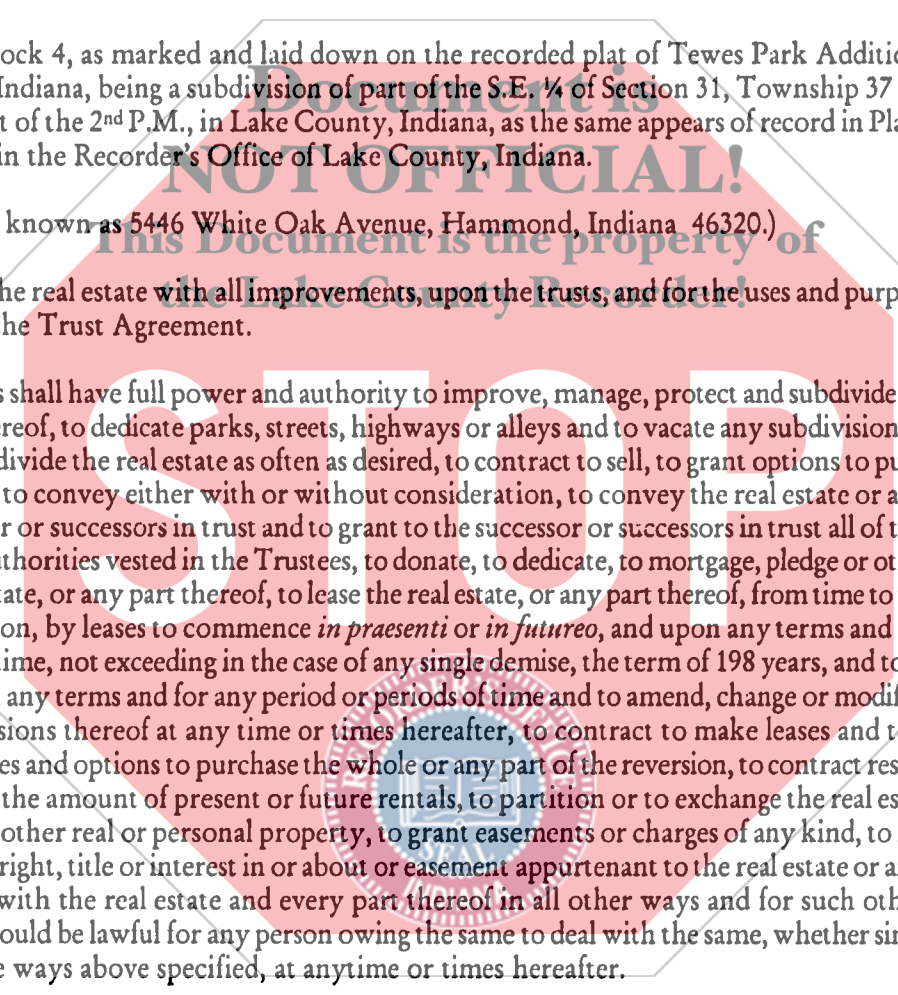 ock 4, as marked and laid down on the recorded plat of Tewes Park Additio
Indiana, being a subdivision of part of the S.E. ¼ of Section 31, Township 37
t of the 2nd P.M., in Lake County, Indiana, as the same appears of record in Pla
in the Recorder's Office of Lake County, Indiana.
Document is
NOT OFFICIAL!
This Document is the property of
the Lake County Recorder!
known as 5446 White Oak Avenue, Hammond, Indiana 46320.)
he real estate with all Improvements, upon the trusts, and for the uses and purp
he Trust Agreement.
STOP
s shall have full power and authority to improve, manage, protect and subdivide
reof, to dedicate parks, streets, highways or alleys and to vacate any subdivision
divide the real estate as often as desired, to contract to sell, to grant options to pu
to convey either with or without consideration, to convey the real estate or a
r or successors in trust and to grant to the successor or successors in trust all of t
thorities vested in the Trustees, to donate, to dedicate, to mortgage, pledge or ot
tate, or any part thereof, to lease the real estate, or any part thereof, from time to
on, by leases to commence in praesenti or in futureo, and upon any terms and
ime, not exceeding in the case of any single demise, the term of 198 years, and to
any terms and for any period or periods of time and to amend, change or modif
sions thereof at any time or times hereafter, to contract to make leases and t
es and options to purchase the whole or any part of the reversion, to contract res
the amount of present or future rentals, to partition or to exchange the real es
other real or personal property, to grant easements or charges of any kind, to
right, title or interest in or about or easement appurtenant to the real estate or a
with the real estate and every part thereof in all other ways and for such oth
ould be lawful for any person owing the same to deal with the same, whether sin
e ways above specified, at anytime or times hereafter.
SEAL
INDIANA